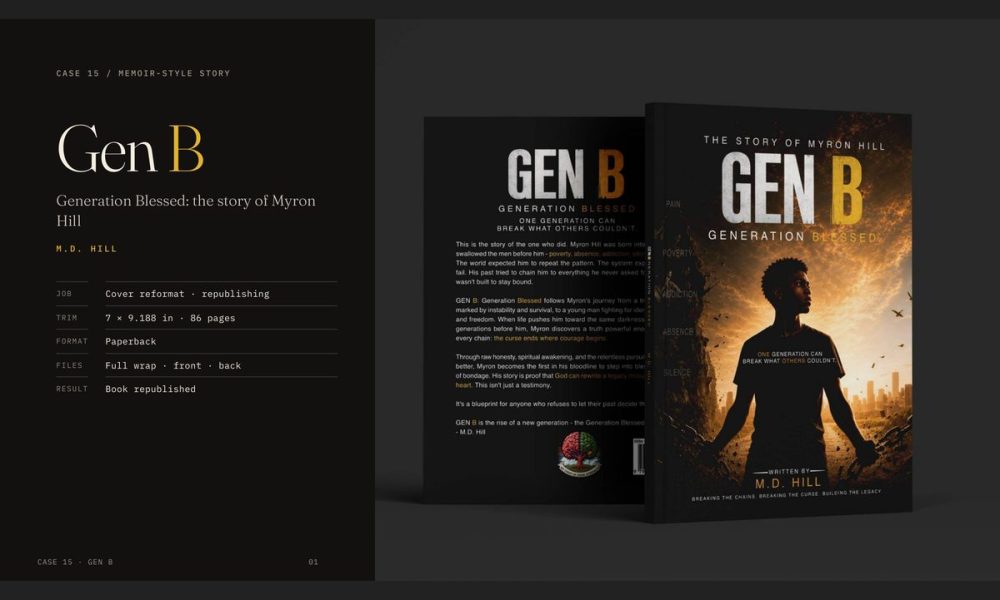 CASE 15 / MEMOIR-STYLE STORY
Gen B
Generation Blessed: the story of Myron
Hill
M.D. HILL
JOB Cover reformat · republishing
TRIM 7 × 9.188 in · 86 pages
FORMAT Paperback
FILES Full wrap · front · back
RESULT Book republished
CASE 15 · GEN B
01
GEN B
GENERATION BLESSED
ONE GENERATION CAN
BREAK WHAT OTHERS COULDN'T.
This is the story of the one who did. Myron Hill was born into
swallowed the men before him - poverty, absence, addiction,
The world expected him to repeat the pattern. The system
fail. His past tried to chain him to everything he never asked
wasn't built to stay bound.
GEN B: Generation Blessed follows Myron's journey from a
marked by instability and survival, to a young man fighting for
and freedom. When life pushes him toward the same darkness
generations before him, Myron discovers a truth powerful
every chain: the curse ends where courage begins.
Through raw honesty, spiritual awakening, and the relentless
better, Myron becomes the first in his bloodline to step into
of bondage. His story is proof that God can rewrite a legacy
heart. This isn't just a testimony.
It's a blueprint for anyone who refuses to let their past decide
GEN B is the rise of a new generation - the Generation Blessed
- M.D. Hill
THE STORY OF MYRON HILL
GEN B
GENERATION BLESSED
PAIN
POVERTY
ADDICTION
ABSENCE
SILENCE
ONE GENERATION CAN
BREAK WHAT OTHERS COULDN'T.
WRITTEN BY
M.D. HILL
BREAKING THE CHAINS. BREAKING THE CURSE. BUILDING THE LEGACY